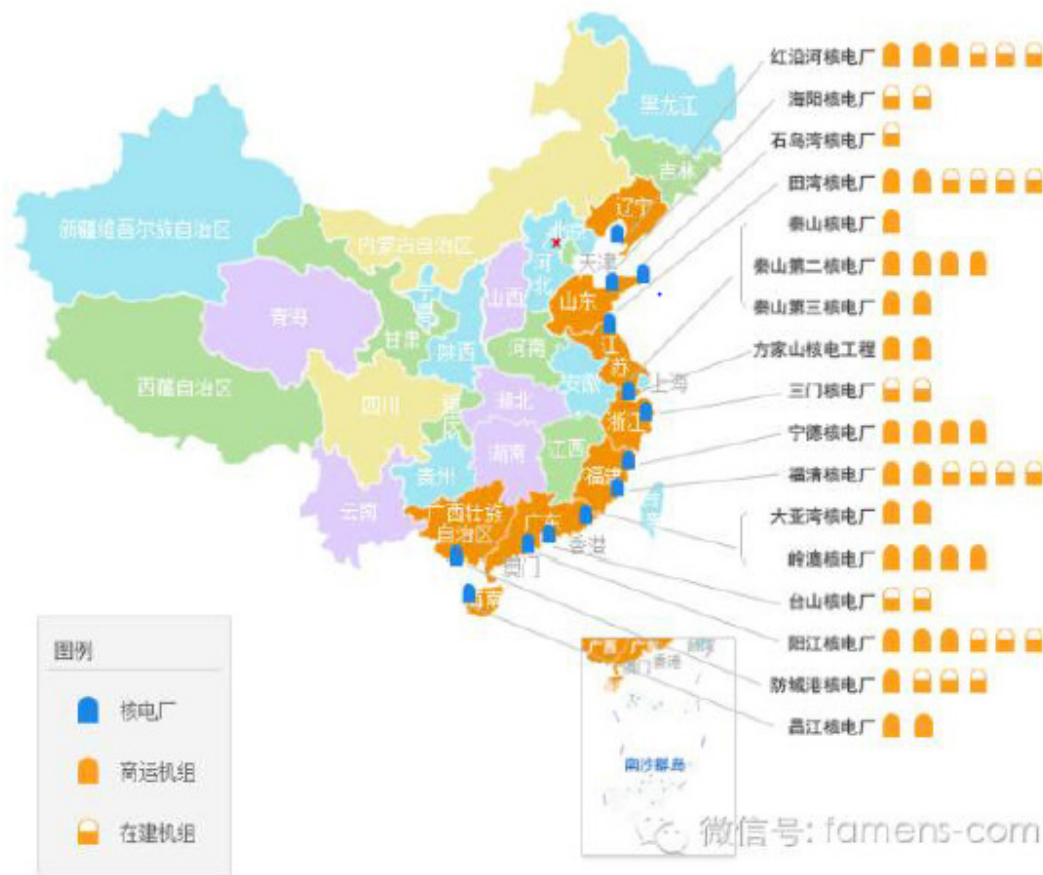 红沿河核电厂
海阳核电厂
石岛湾核电厂
田湾核电厂
秦山核电厂
秦山第二核电厂
秦山第三核电厂
方家山核电工程
三门核电厂
宁德核电厂
福清核电厂
大亚湾核电厂
岭澳核电厂
台山核电厂
阳江核电厂
防城港核电厂
昌江核电厂
黑龙江
吉林
辽宁
新疆维吾尔族自治区
内蒙古自治区
北京
天津
河北
山西
山东
宁夏
青海
甘肃
陕西
河南
江苏
安徽
上海
西藏自治区
四川
重庆
湖北
浙江
湖南
江西
贵州
福建
云南
广西壮族
自治区
广东
台湾
香港
澳门
海南
图例
核电厂
商运机组
在建机组
广西
广东
香港
澳门
南沙群岛
微信号: famens-com